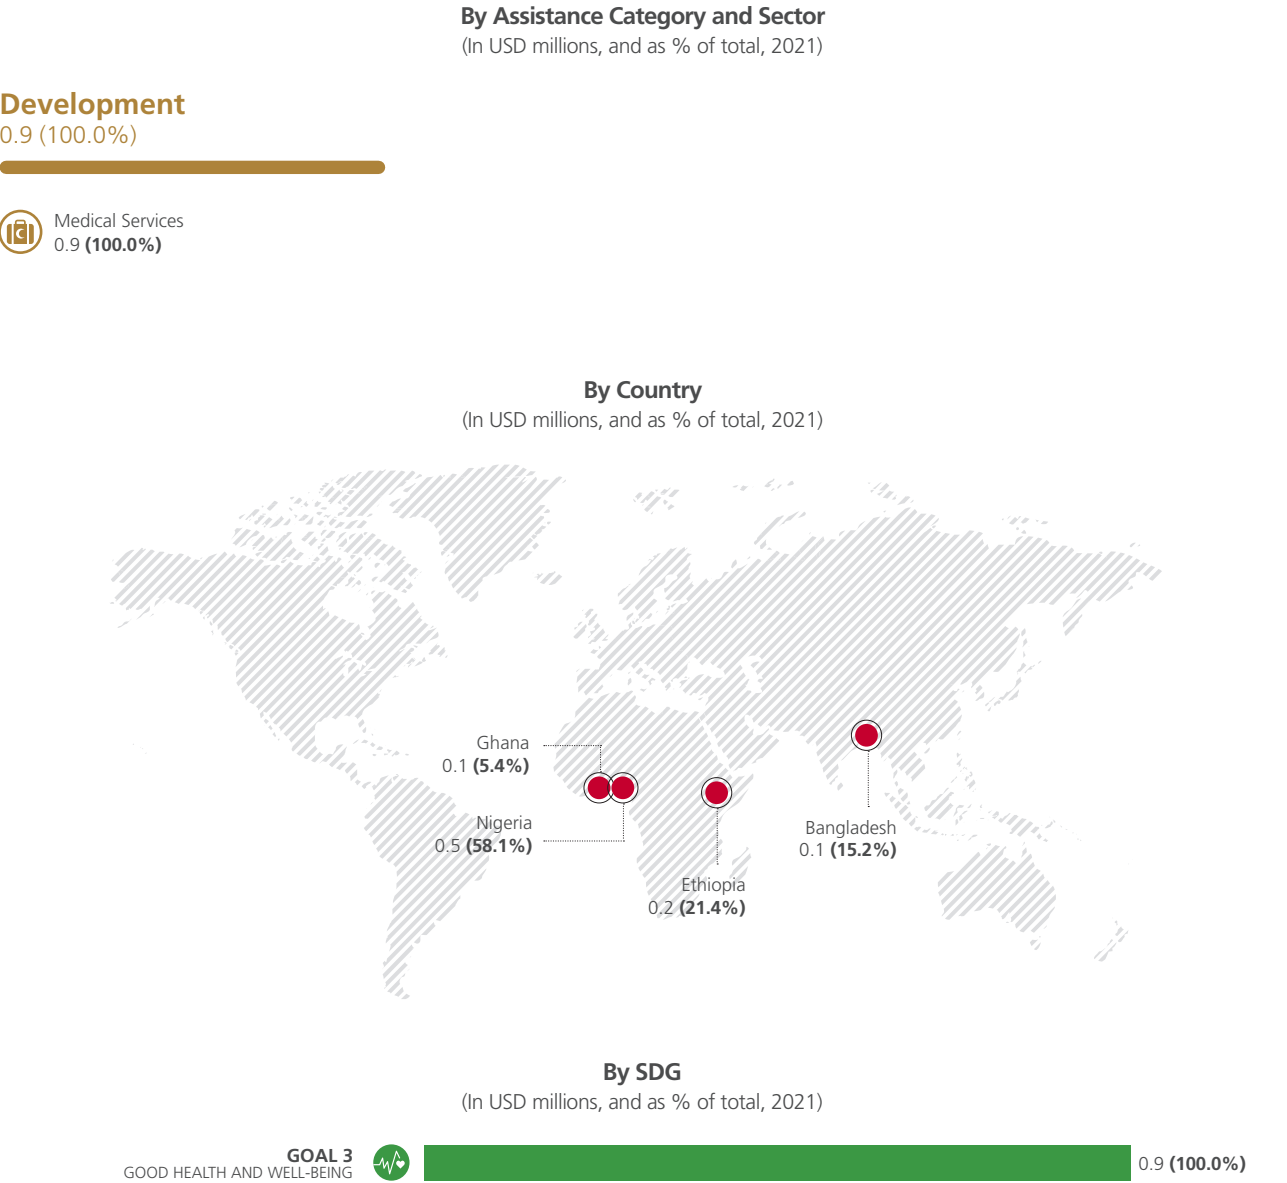 By Assistance Category and Sector
(In USD millions, and as % of total, 2021)
Development
0.9 (100.0%)
Medical Services
0.9 (100.0%)
By Country
(In USD millions, and as % of total, 2021)
Ghana
0.1 (5.4%)
Nigeria
0.5 (58.1%)
Bangladesh
0.1 (15.2%)
Ethiopia
0.2 (21.4%)
By SDG
(In USD millions, and as % of total, 2021)
GOAL 3
GOOD HEALTH AND WELL-BEING
0.9 (100.0%)